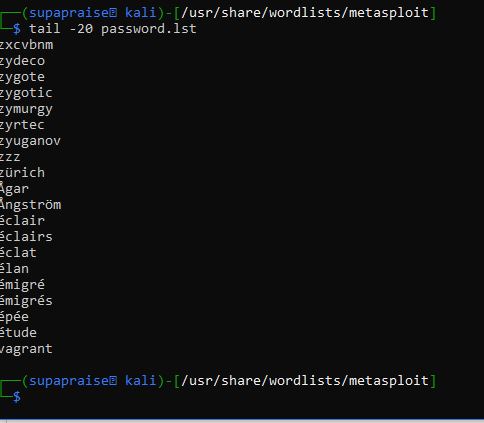 ┌──(supapraise㉿ kali)-[/usr/share/wordlists/metasploit]
└─$ tail -20 password.lst
zxcvbnm
zydeco
zygote
zygotic
zymurgy
zyrtec
zyuganov
zzz
zürich
Ågar
Ångström
éclair
éclairs
éclat
élan
émigré
émigrés
épée
étude
vagrant
┌──(supapraise㉿ kali)-[/usr/share/wordlists/metasploit]
└─$